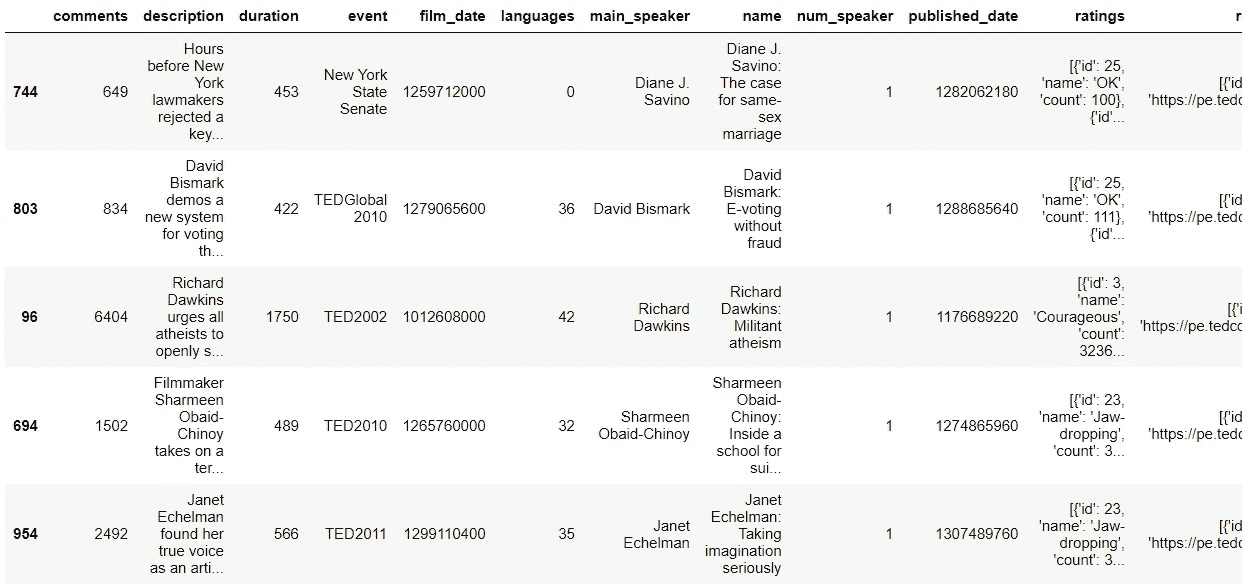 comments description duration event film_date languages main_speaker name num_speaker published_date ratings r
744 649 Hours before New York lawmakers rejected a key... 453 New York State Senate 1259712000 0 Diane J. Savino Diane J. Savino: The case for same-sex marriage 1 1282062180 [{'id': 25, 'name': 'OK', 'count': 100}, {'id'... [{'id 'https://pe.tedc
803 834 David Bismark demos a new system for voting th... 422 TEDGlobal 2010 1279065600 36 David Bismark David Bismark: E-voting without fraud 1 1288685640 [{'id': 25, 'name': 'OK', 'count': 111}, {'id'... [{'id 'https://pe.tedc
96 6404 Richard Dawkins urges all atheists to openly s... 1750 TED2002 1012608000 42 Richard Dawkins Richard Dawkins: Militant atheism 1 1176689220 [{'id': 3, 'name': 'Courageous', 'count': 3236... [{'i 'https://pe.tedco
694 1502 Filmmaker Sharmeen Obaid-Chinoy takes on a ter... 489 TED2010 1265760000 32 Sharmeen Obaid-Chinoy Sharmeen Obaid-Chinoy: Inside a school for sui... 1 1274865960 [{'id': 23, 'name': 'Jaw-dropping', 'count': 3... [{'id 'https://pe.tedc
954 2492 Janet Echelman found her true voice as an arti... 566 TED2011 1299110400 35 Janet Echelman Janet Echelman: Taking imagination seriously 1 1307489760 [{'id': 23, 'name': 'Jaw-dropping', 'count': 3... [{'id 'https://pe.tedc